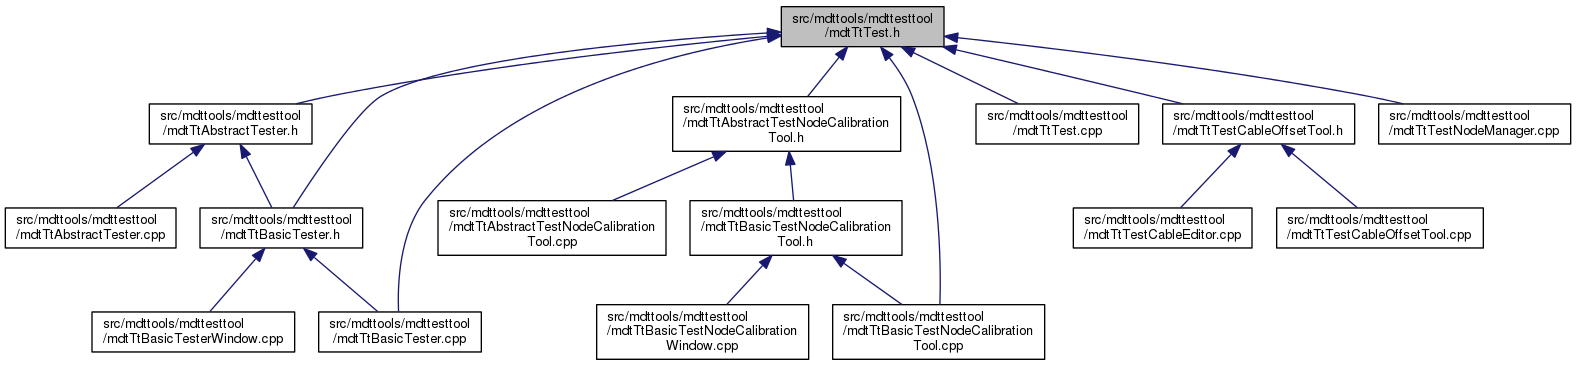 src/mdttools/mdttesttool
/mdtTtTest.h
src/mdttools/mdttesttool
/mdtTtAbstractTester.h
src/mdttools/mdttesttool
/mdtTtAbstractTestNodeCalibration
Tool.h
src/mdttools/mdttesttool
/mdtTtTest.cpp
src/mdttools/mdttesttool
/mdtTtTestCableOffsetTool.h
src/mdttools/mdttesttool
/mdtTtTestNodeManager.cpp
src/mdttools/mdttesttool
/mdtTtAbstractTester.cpp
src/mdttools/mdttesttool
/mdtTtBasicTester.h
src/mdttools/mdttesttool
/mdtTtAbstractTestNodeCalibration
Tool.cpp
src/mdttools/mdttesttool
/mdtTtBasicTestNodeCalibration
Tool.h
src/mdttools/mdttesttool
/mdtTtTestCableEditor.cpp
src/mdttools/mdttesttool
/mdtTtTestCableOffsetTool.cpp
src/mdttools/mdttesttool
/mdtTtBasicTesterWindow.cpp
src/mdttools/mdttesttool
/mdtTtBasicTester.cpp
src/mdttools/mdttesttool
/mdtTtBasicTestNodeCalibration
Window.cpp
src/mdttools/mdttesttool
/mdtTtBasicTestNodeCalibration
Tool.cpp